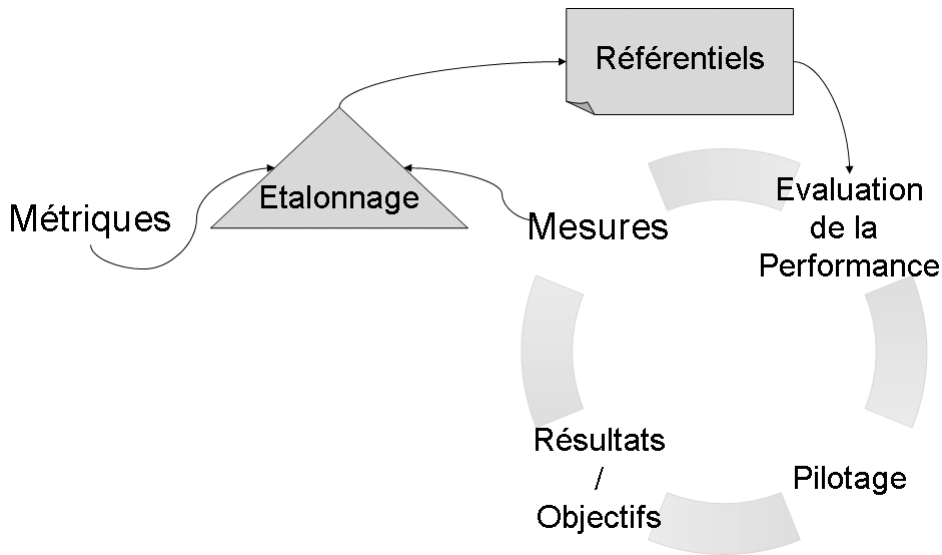 Référentiels
Etalonnage
Métriques
Mesures
Evaluation
de la
Performance
Résultats
/
Objectifs
Pilotage